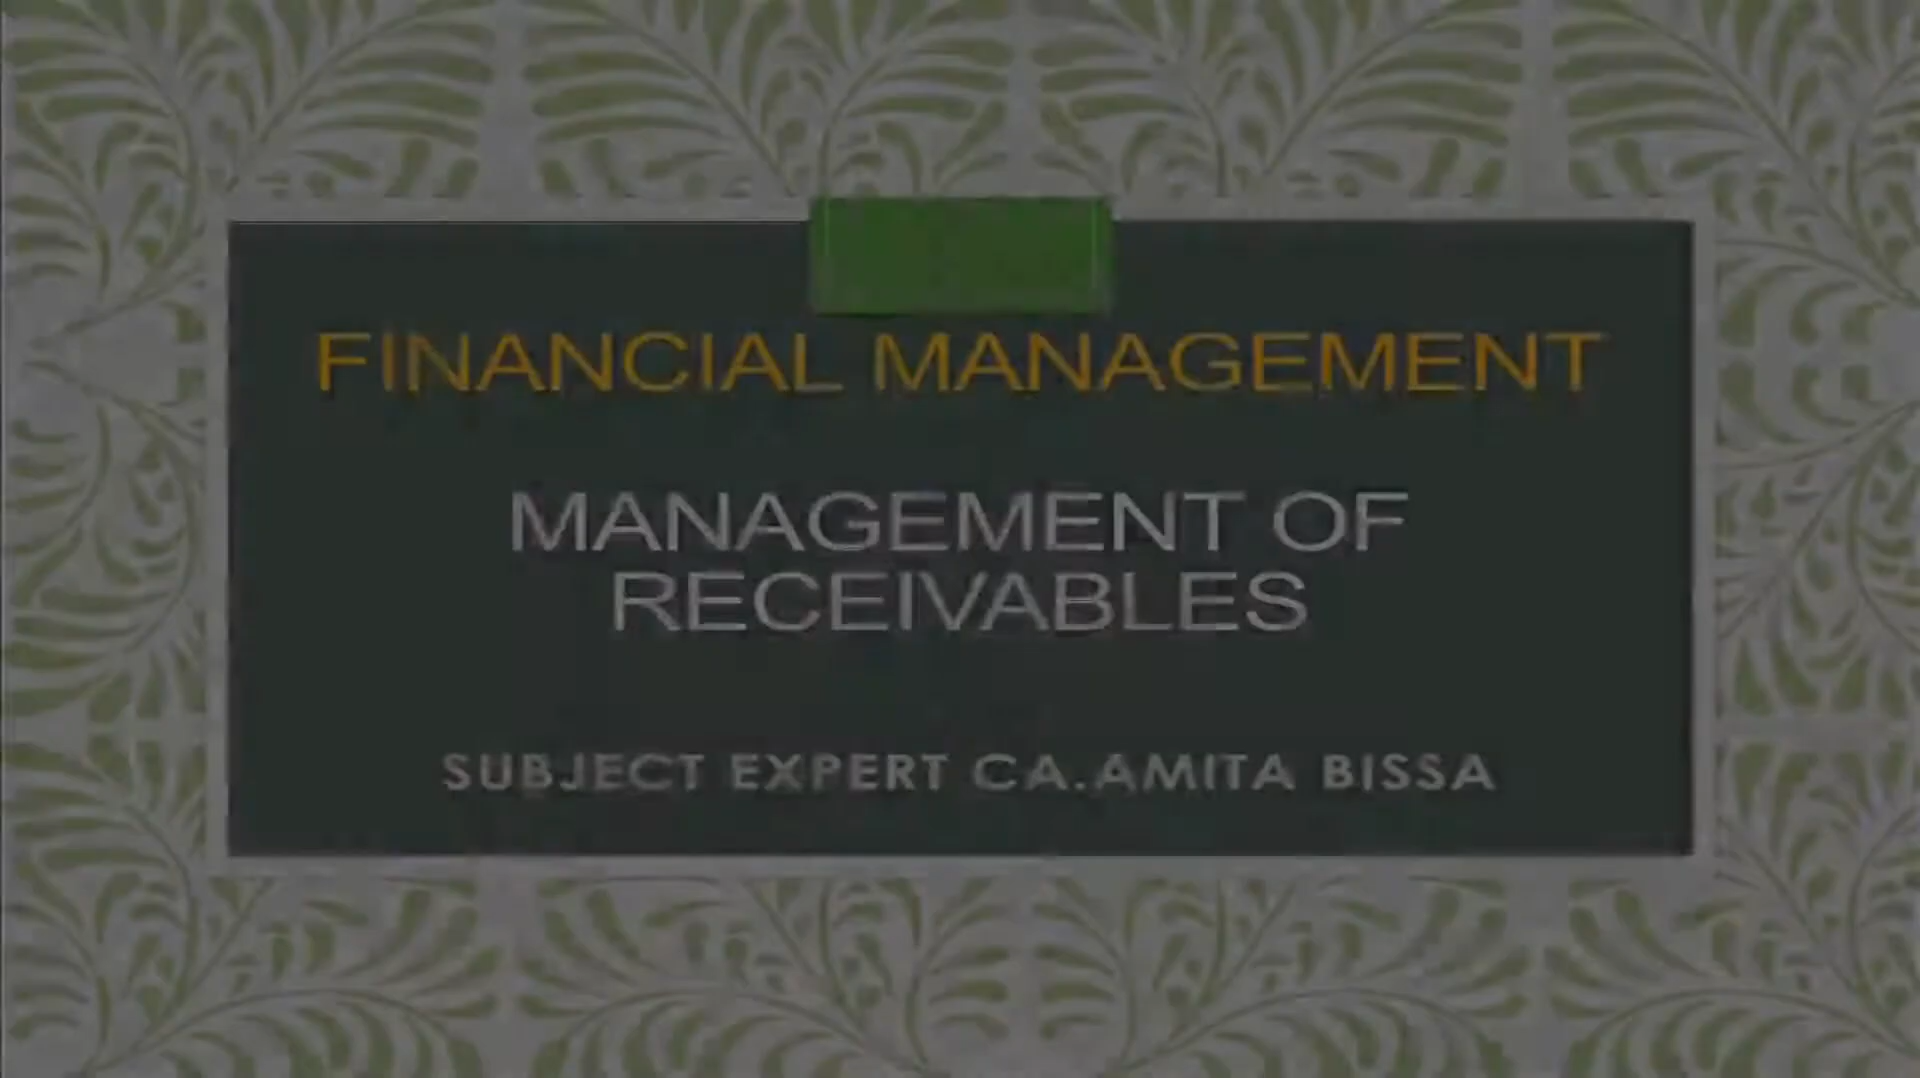 FINANCIAL MANAGEMENT
MANAGEMENT OF
RECEIVABLES
SUBJECT EXPERT CA.AMITA BISSA